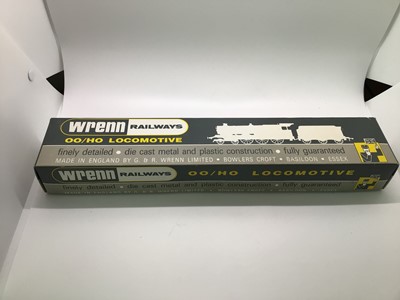 wrenn RAILWAYS
OO/HO LOCOMOTIVE
finely detailed • die cast metal and plastic construction • fully guaranteed
MADE IN ENGLAND BY G. & R. WRENN LIMITED • BOWLERS CROFT • BASILDON • ESSEX
wrenn RAILWAYS OO/HO LOCOMOTIVE
finely detailed • die cast metal and plastic construction • fully guaranteed